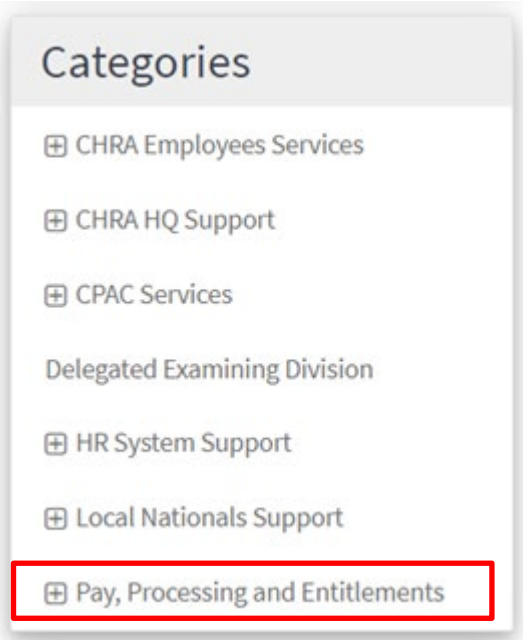 Categories
CHRA Employees Services
CHRA HQ Support
CPAC Services
Delegated Examining Division
HR System Support
Local Nationals Support
Pay, Processing and Entitlements